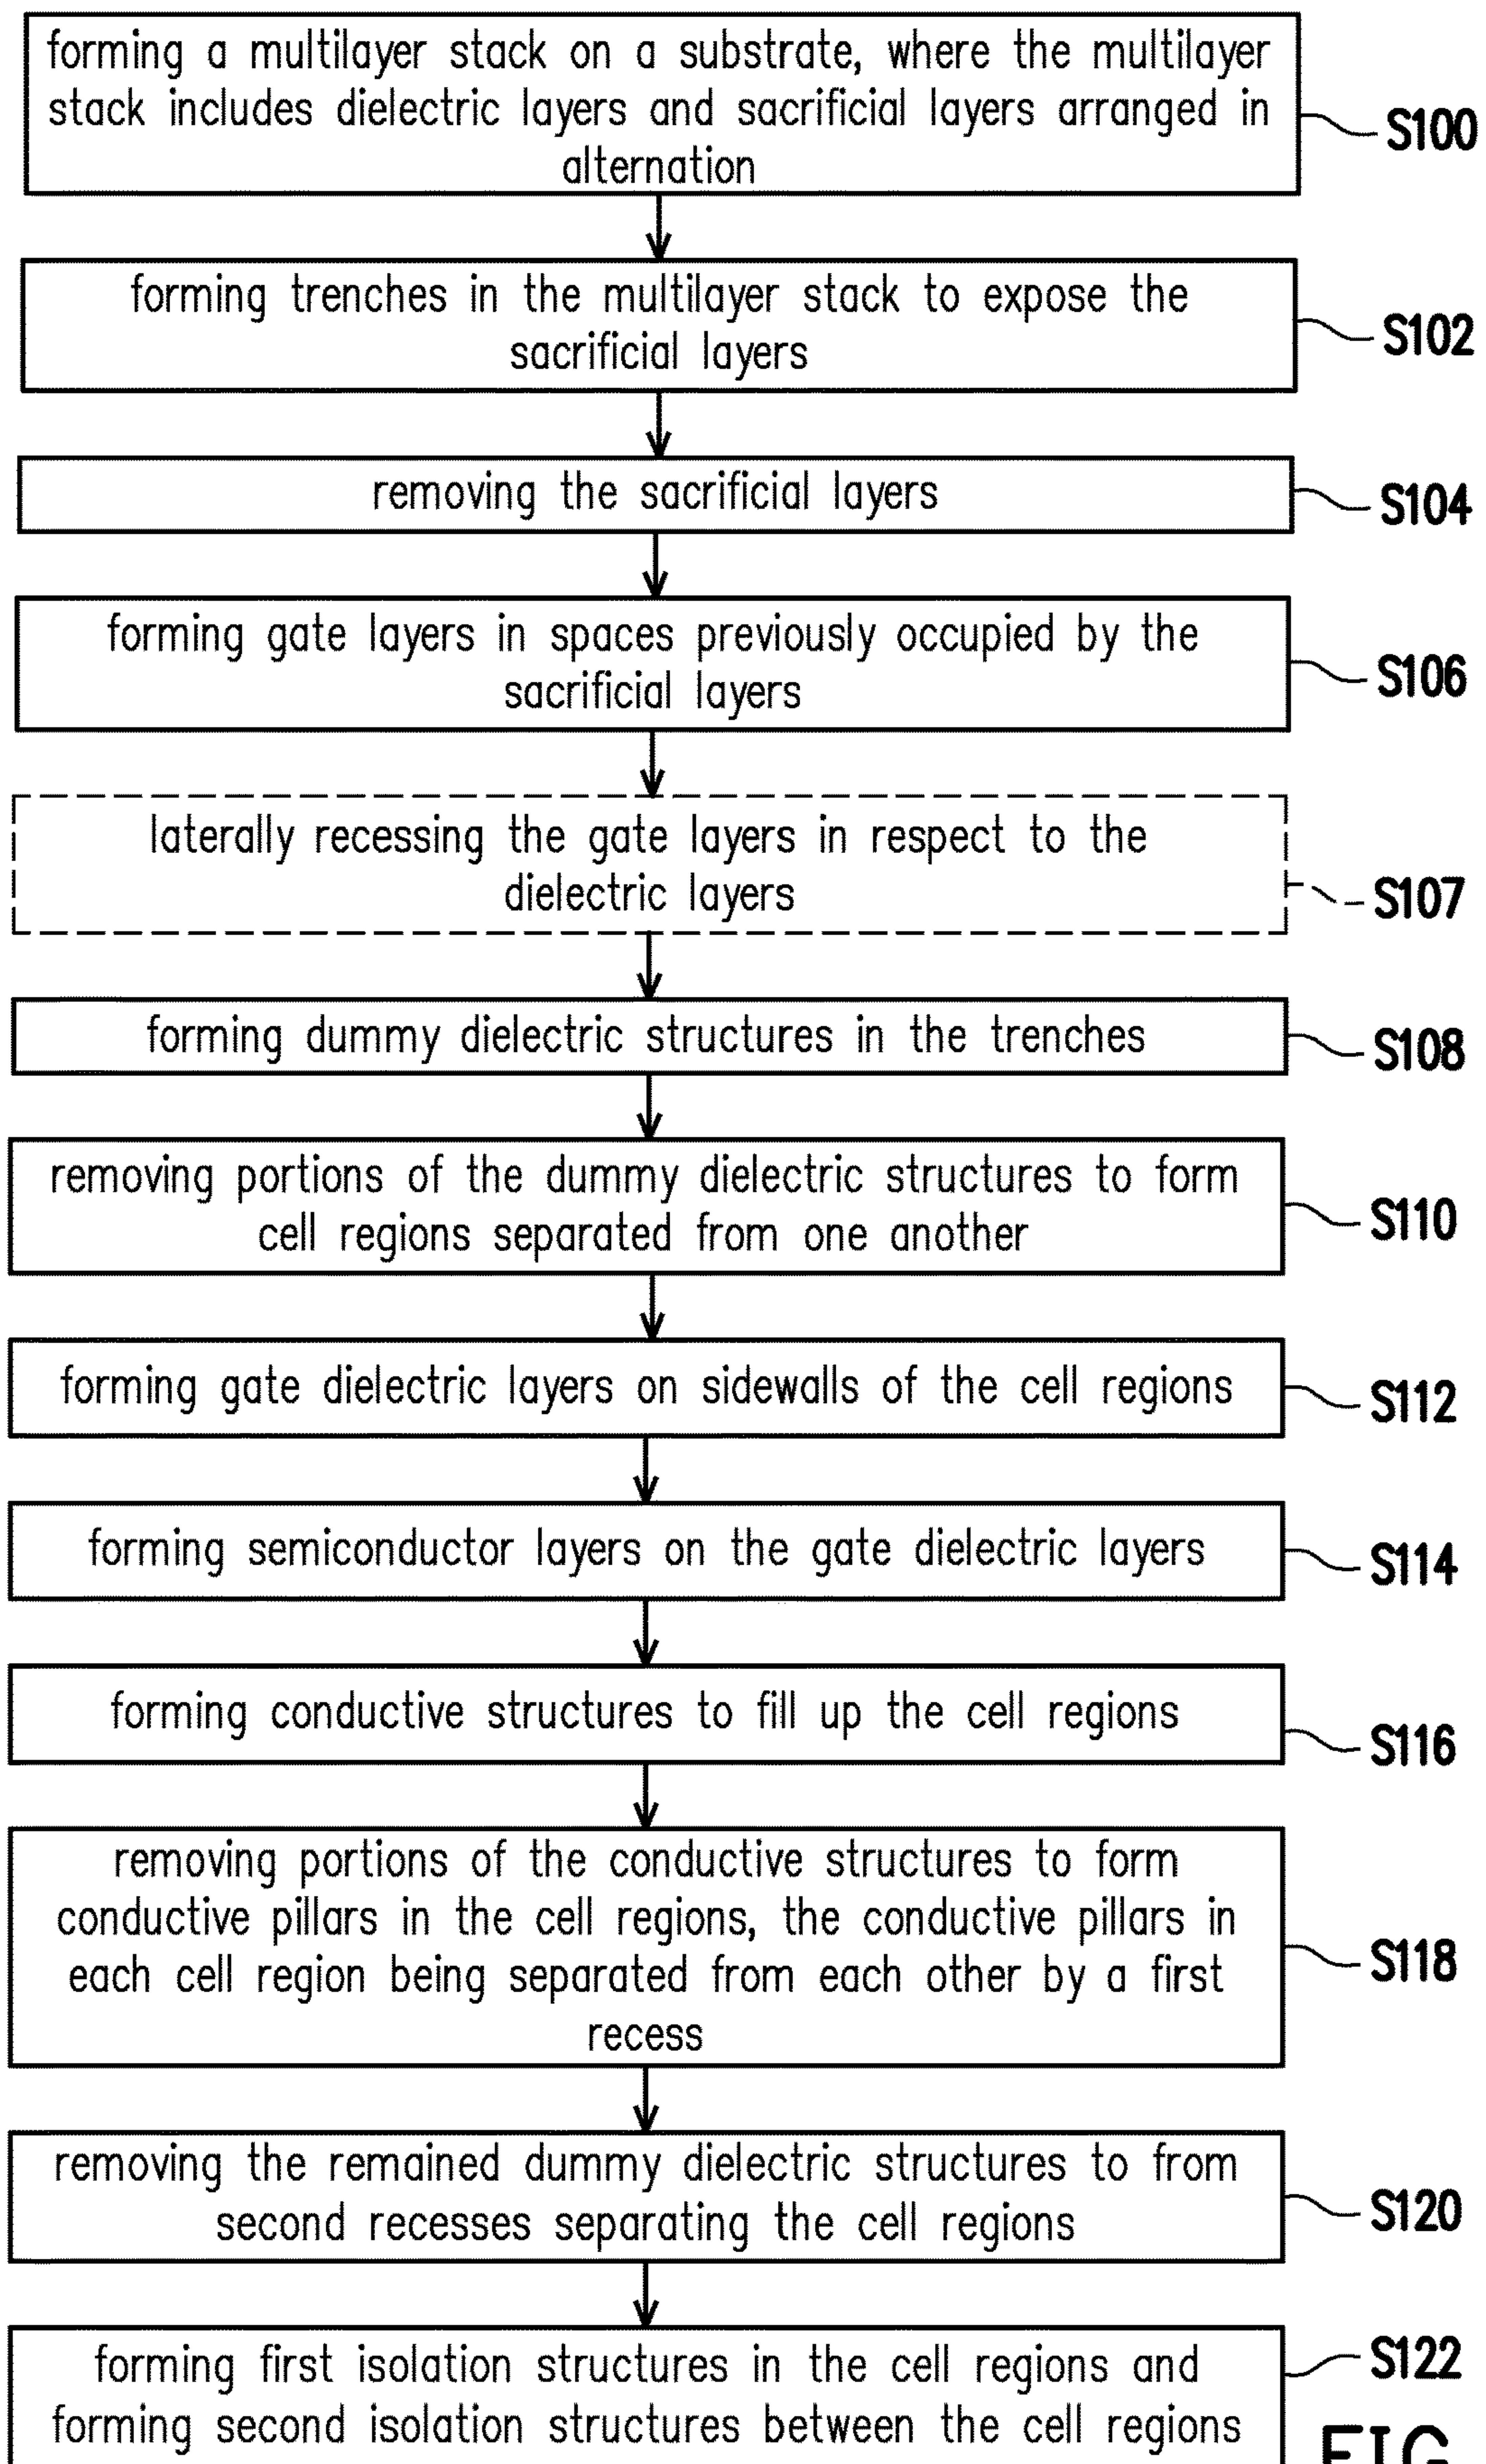 forming a multilayer stack on a substrate, where the multilayer
stack includes dielectric layers and sacrificial layers arranged in
alternation
S100
forming trenches in the multilayer stack to expose the
sacrificial layers
S102
removing the sacrificial layers
S104
forming gate layers in spaces previously occupied by the
sacrificial layers
S106
laterally recessing the gate layers in respect to the
dielectric layers
S107
forming dummy dielectric structures in the trenches
S108
removing portions of the dummy dielectric structures to form
cell regions separated from one another
S110
forming gate dielectric layers on sidewalls of the cell regions
S112
forming semiconductor layers on the gate dielectric layers
S114
forming conductive structures to fill up the cell regions
S116
removing portions of the conductive structures to form
conductive pillars in the cell regions, the conductive pillars in
each cell region being separated from each other by a first
recess
S118
removing the remained dummy dielectric structures to from
second recesses separating the cell regions
S120
forming first isolation structures in the cell regions and
forming second isolation structures between the cell regions
S122
FIG